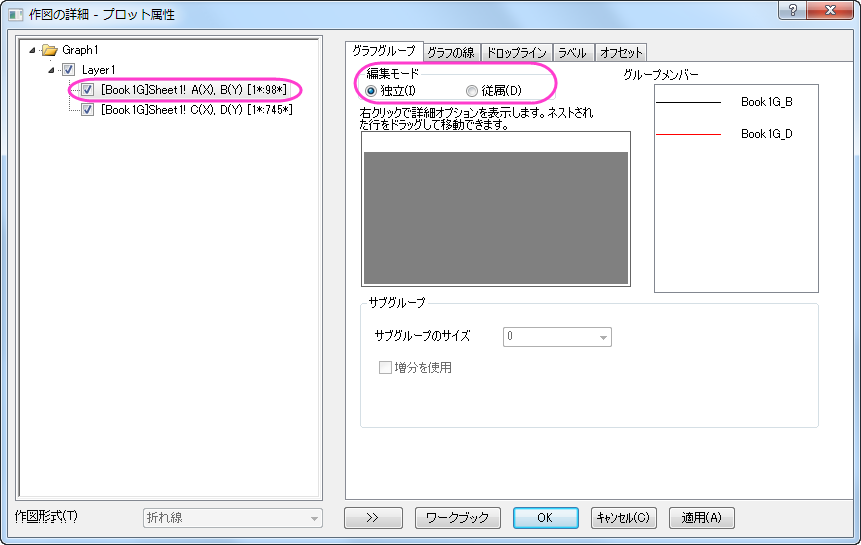 作図の詳細 - プロット属性
Graph1
Layer1
[Book1G]Sheet1! A(X), B(Y) [1*:98*]
[Book1G]Sheet1! C(X), D(Y) [1*:745*]
作図形式(T)
折れ線
グラフグループ
グラフの線
ドロップライン
ラベル
オフセット
編集モード
独立(I)
従属(D)
右クリックで詳細オプションを表示します。ネストされ
た行をドラッグして移動できます。
グループメンバー
Book1G_B
Book1G_D
サブグループ
サブグループのサイズ
0
増分を使用
>>
ワークブック
OK
キャンセル(C)
適用(A)